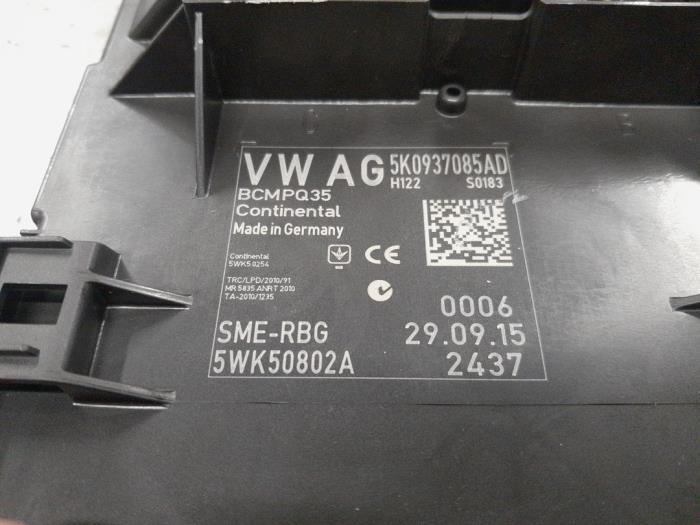 VW AG 5K0937085AD
H122 S0183
BCMPQ35
Continental
Made in Germany
Continental
5WK50254
CE
TRC/LPD/2010/91
MR 5835 ANRT 2010
TA-2010/1235
0006
SME-RBG 29.09.15
5WK50802A 2437